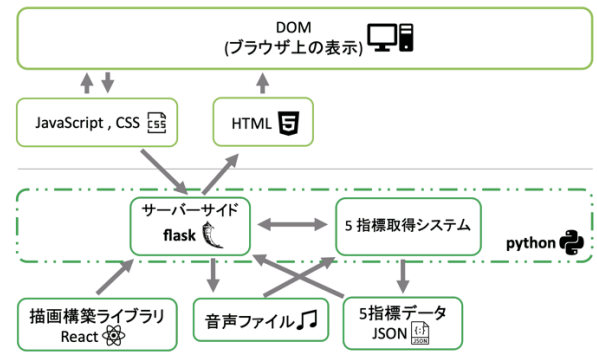 DOM
(ブラウザ上の表示)
JavaScript , CSS
CSS
HTML
5
サーバーサイド
flask
5 指標取得システム
python
描画構築ライブラリ
React
音声ファイル
5指標データ
JSON
{;}
JSON